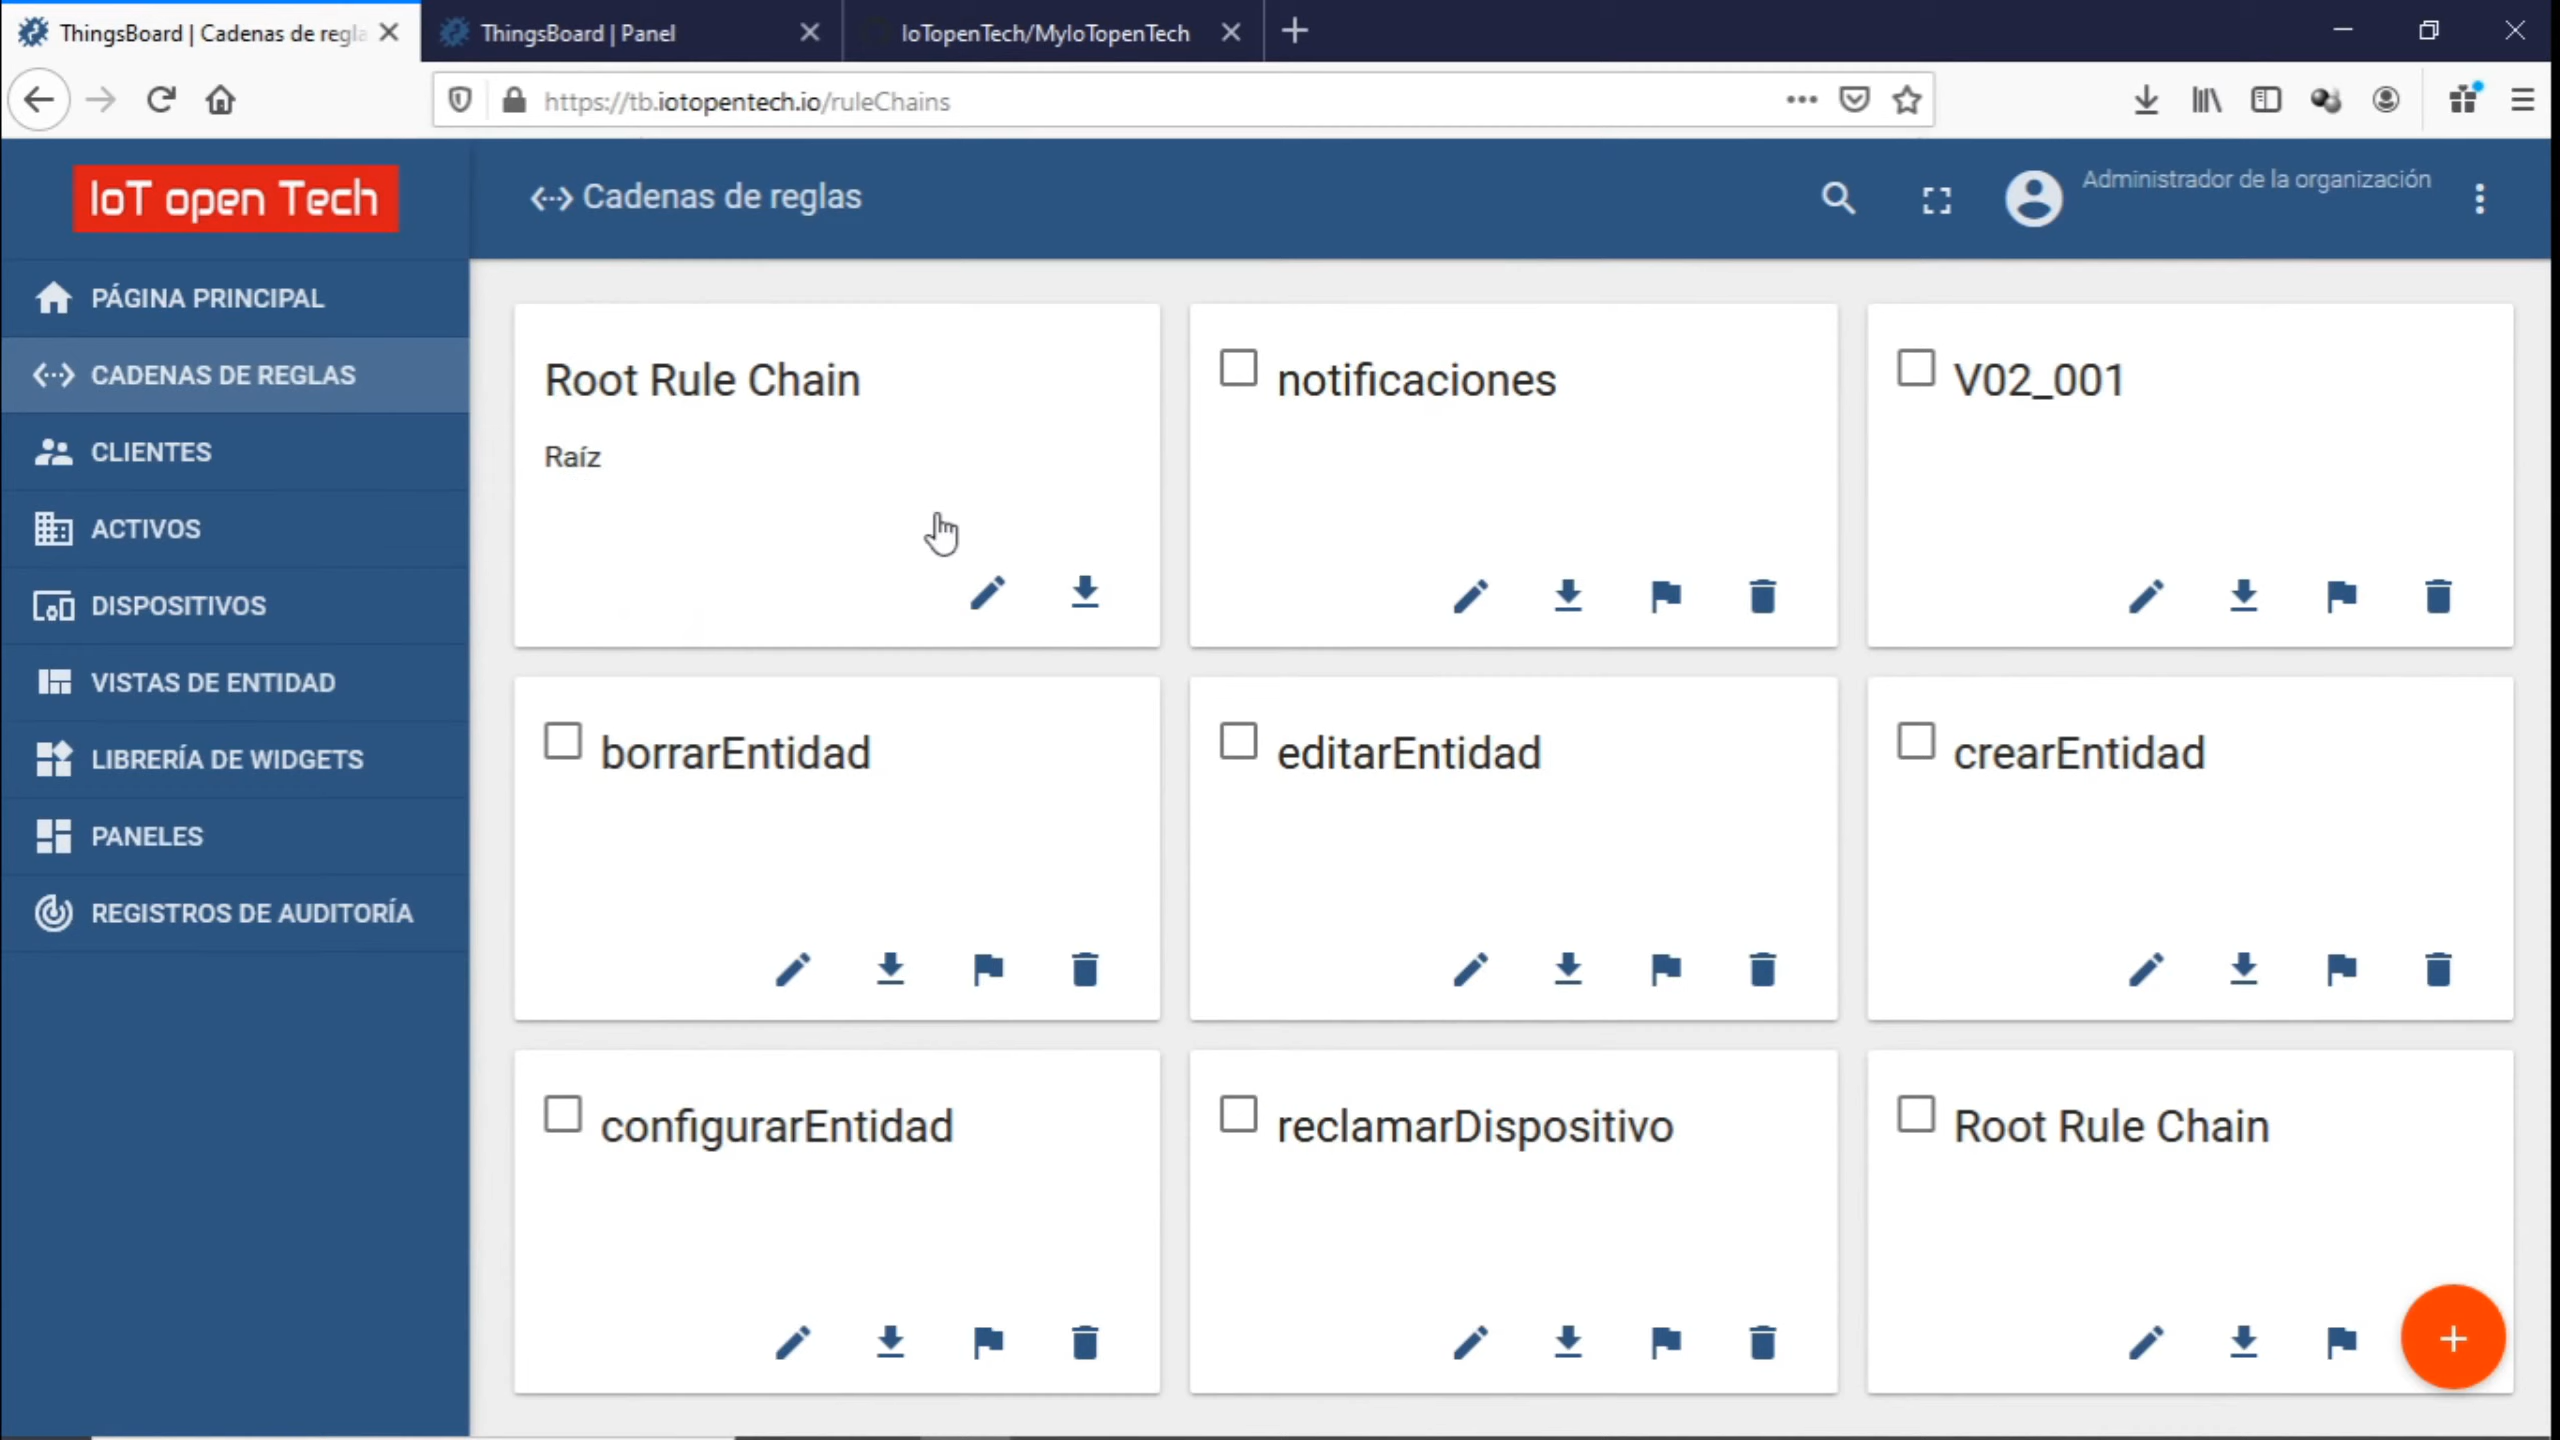 ThingsBoard | Cadenas de regla
ThingsBoard | Panel
IoTopenTech/MyIoTopenTech
https://tb.iotopentech.io/ruleChains
IoT open Tech
Cadenas de reglas
Administrador de la organización
PÁGINA PRINCIPAL
CADENAS DE REGLAS
CLIENTES
ACTIVOS
DISPOSITIVOS
VISTAS DE ENTIDAD
LIBRERÍA DE WIDGETS
PANELES
REGISTROS DE AUDITORÍA
Root Rule Chain
Raíz
notificaciones
V02_001
borrarEntidad
editarEntidad
crearEntidad
configurarEntidad
reclamarDispositivo
Root Rule Chain